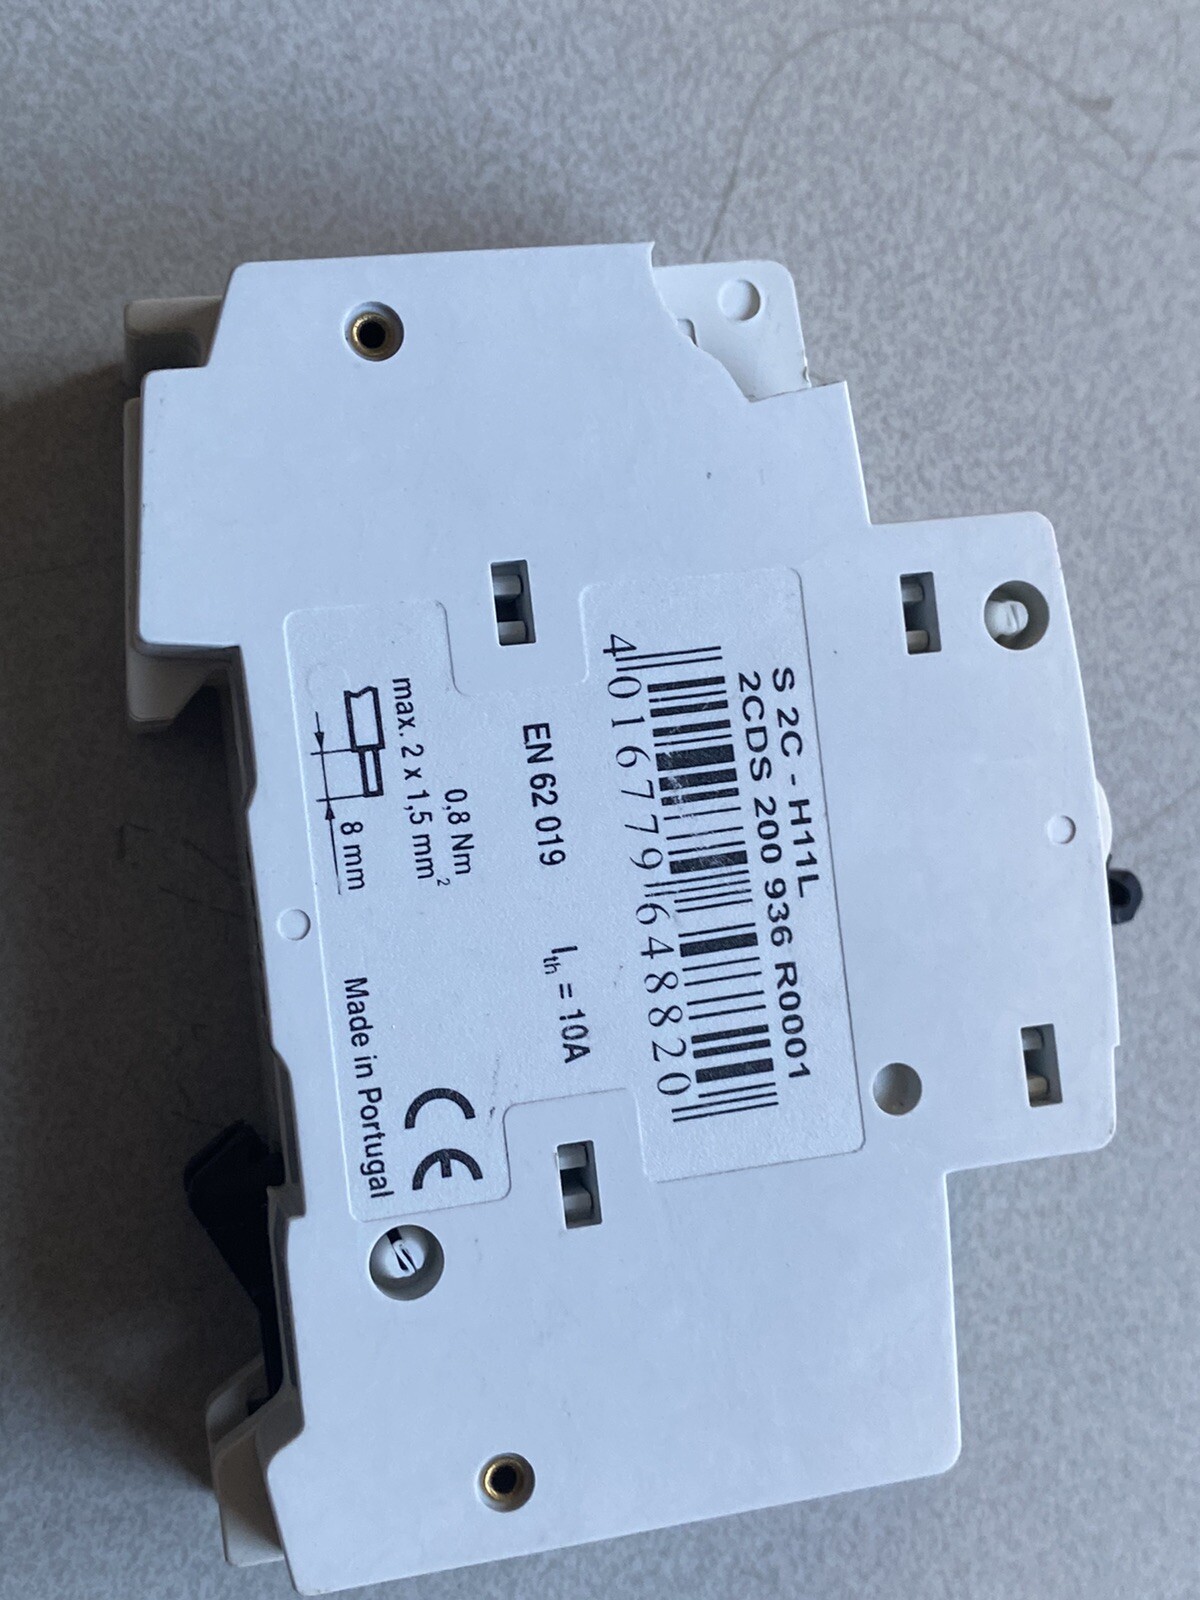 S 2C - H11L
2CDS 200 936 R0001
4 016779 648820
EN 62 019
I th = 10A
0,8 Nm
max. 2 x 1,5 mm²
8 mm
CE
Made in Portugal